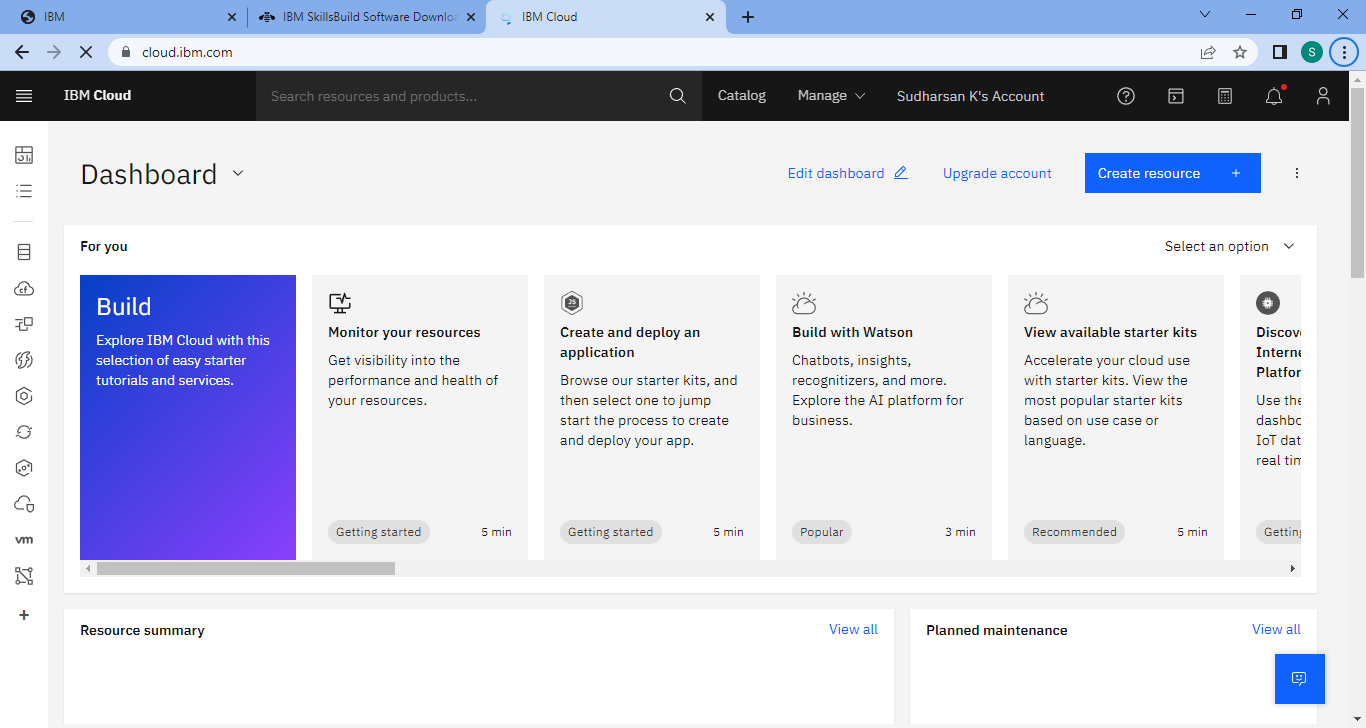 IBM
IBM SkillsBuild Software Downloa
IBM Cloud
cloud.ibm.com
S
IBM Cloud
Search resources and products...
Catalog
Manage
Sudharsan K's Account
Dashboard
Edit dashboard
Upgrade account
Create resource +
For you
Select an option
Build
Explore IBM Cloud with this
selection of easy starter
tutorials and services.
Monitor your resources
Get visibility into the
performance and health of
your resources.
Getting started
5 min
JS
Create and deploy an
application
Browse our starter kits, and
then select one to jump
start the process to create
and deploy your app.
Getting started
5 min
Build with Watson
Chatbots, insights,
recognitizers, and more.
Explore the AI platform for
business.
Popular
3 min
View available starter kits
Accelerate your cloud use
with starter kits. View the
most popular starter kits
based on use case or
language.
Recommended
5 min
Discov
Interne
Platfor
Use the
dashbo
IoT dat
real tim
Getting
cf
vm
Resource summary
View all
Planned maintenance
View all